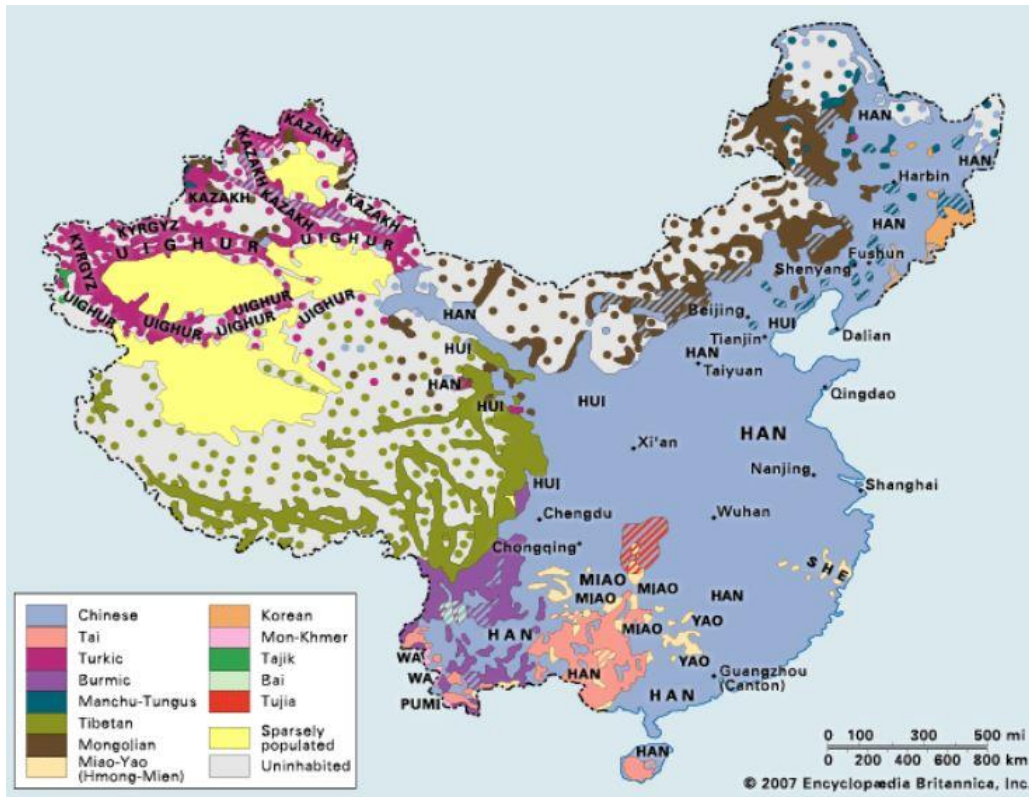 KAZAKH
KAZAKH
KAZAKH
KAZAKH
KAZAKH
KYRGYZ
KYRGYZ
UIGHUR
UIGHUR
UIGHUR
UIGHUR
UIGHUR
UIGHUR
UIGHUR
HAN
HAN
Harbin
HAN
Fushun
Shenyang
Beijing
HUI
Tianjin
Dalian
HAN
HAN
Taiyuan
HUI
HAN
HUI
HUI
Qingdao
HAN
Xi'an
Nanjing
Shanghai
HUI
Chengdu
Wuhan
Chongqing
SHE
MIAO
MIAO
MIAO
HAN
MIAO
YAO
HAN
YAO
WA
WA
HAN
Guangzhou
(Canton)
PUMI
HAN
HAN
Chinese
Tai
Turkic
Burmic
Manchu-Tungus
Tibetan
Mongolian
Miao-Yao
(Hmong-Mien)
Korean
Mon-Khmer
Tajik
Bai
Tujia
Sparsely
populated
Uninhabited
0 100 300 500 mi
0 200 400 600 800 km
© 2007 Encyclopædia Britannica, Inc.